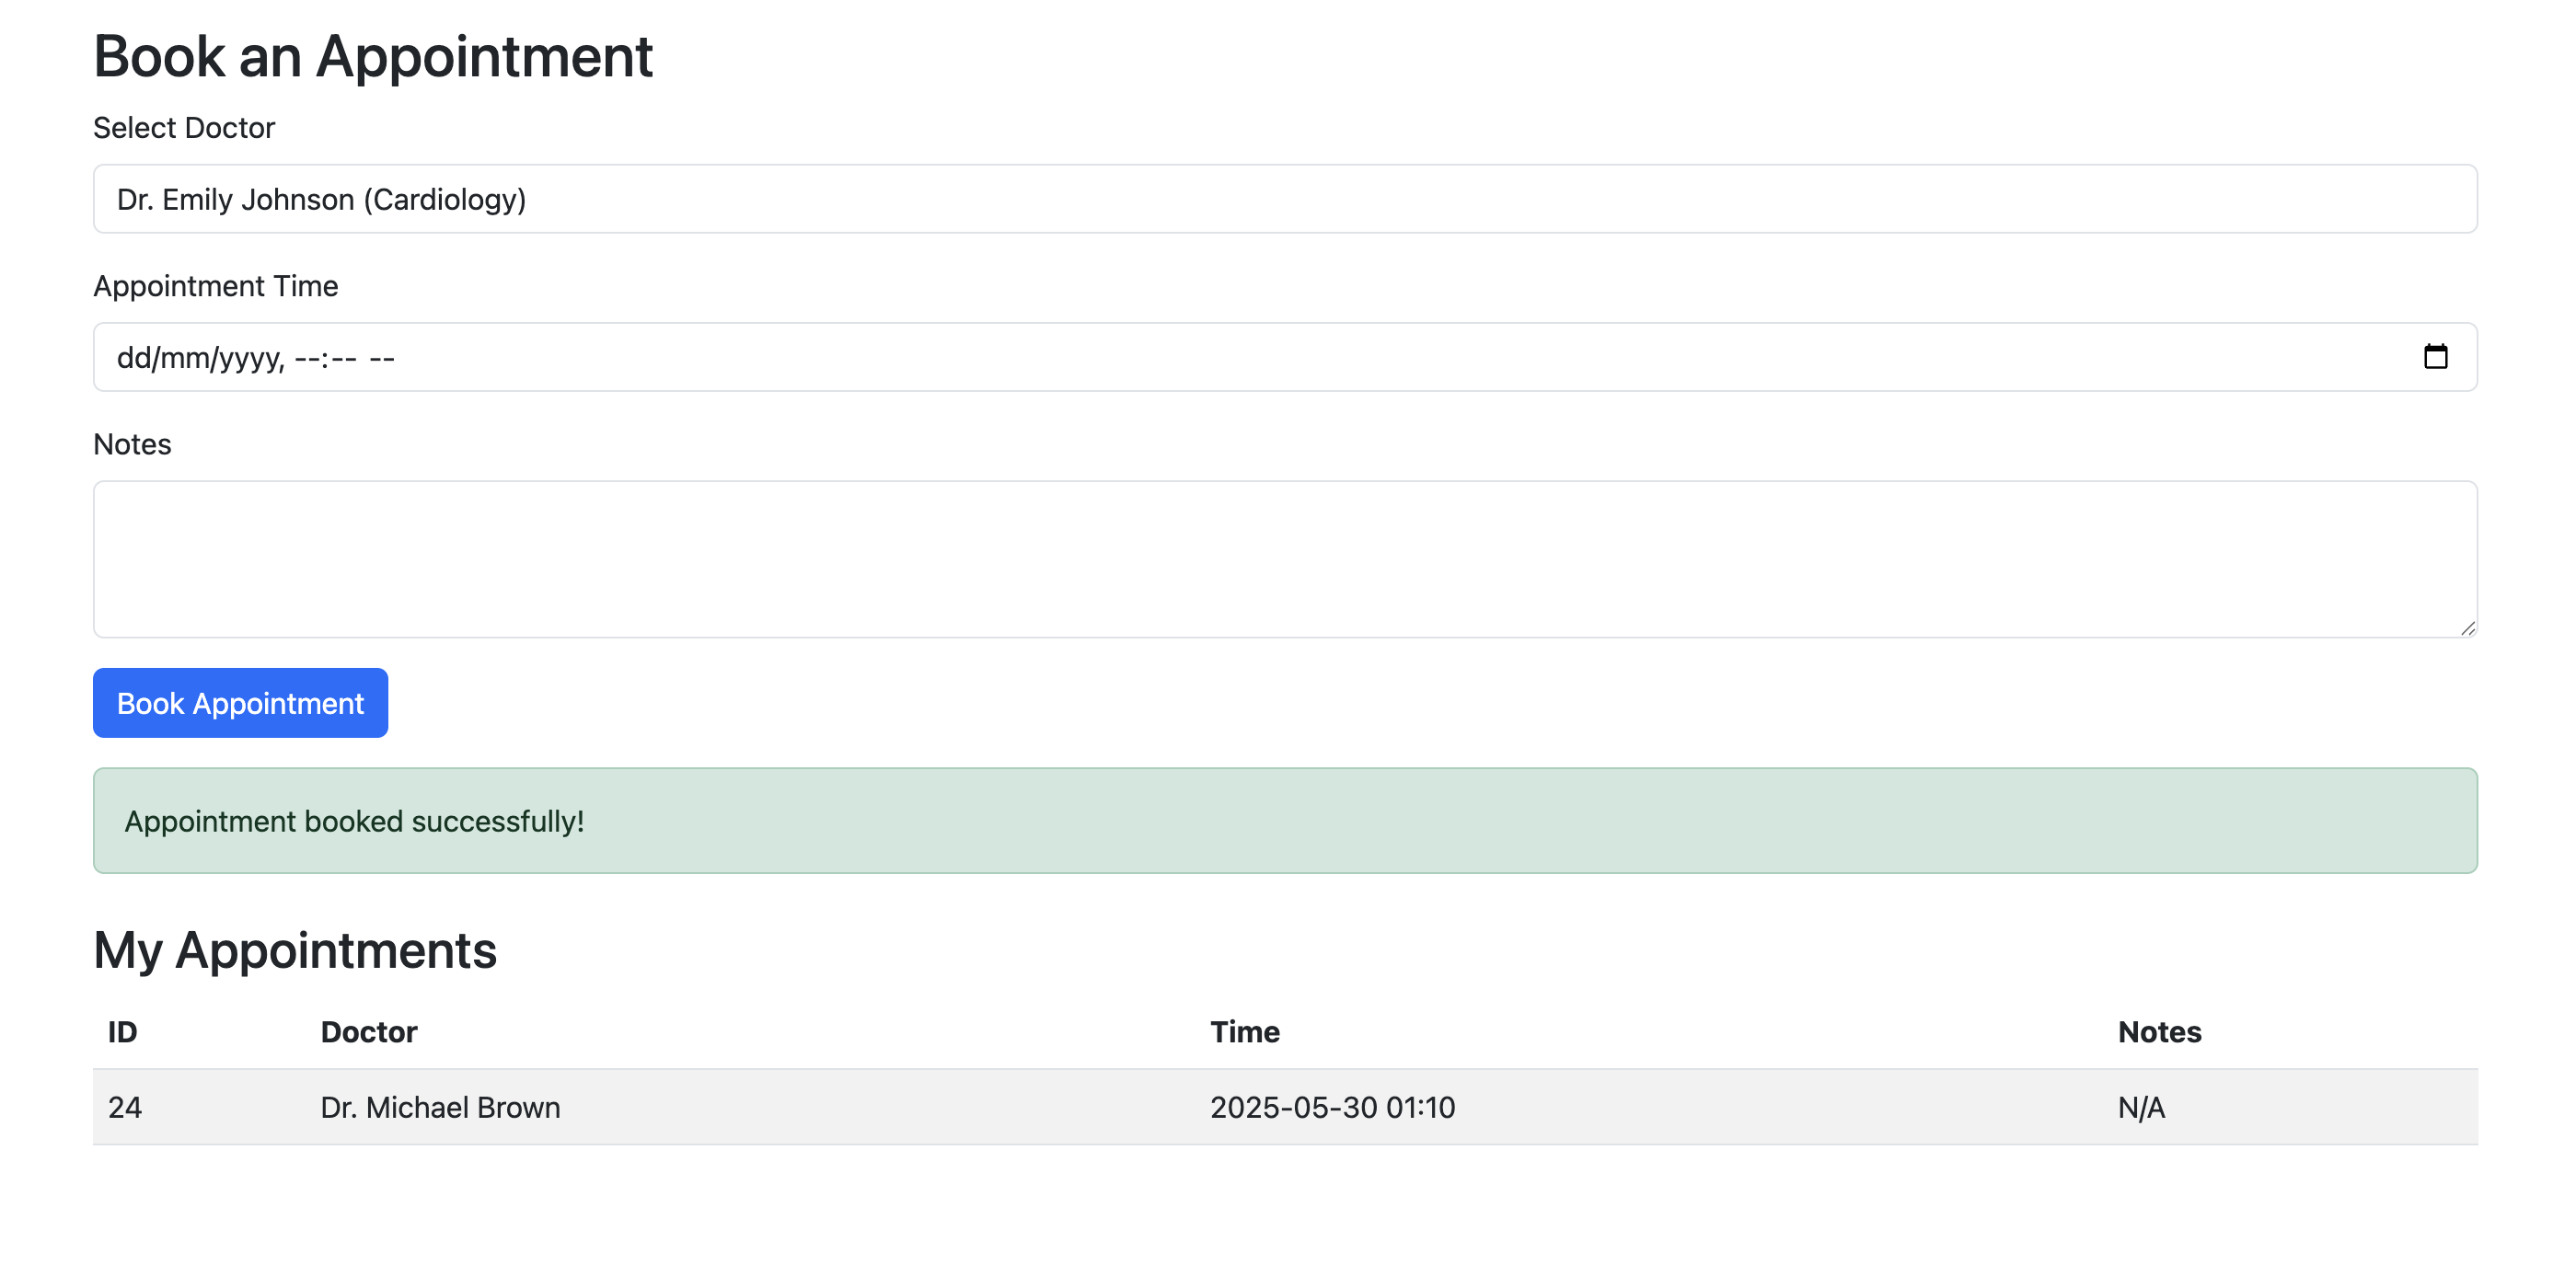 Book an Appointment
Select Doctor
Dr. Emily Johnson (Cardiology)
Appointment Time
dd/mm/yyyy, --:-- --
Notes
Book Appointment
Appointment booked successfully!
My Appointments
ID Doctor Time Notes
24 Dr. Michael Brown 2025-05-30 01:10 N/A